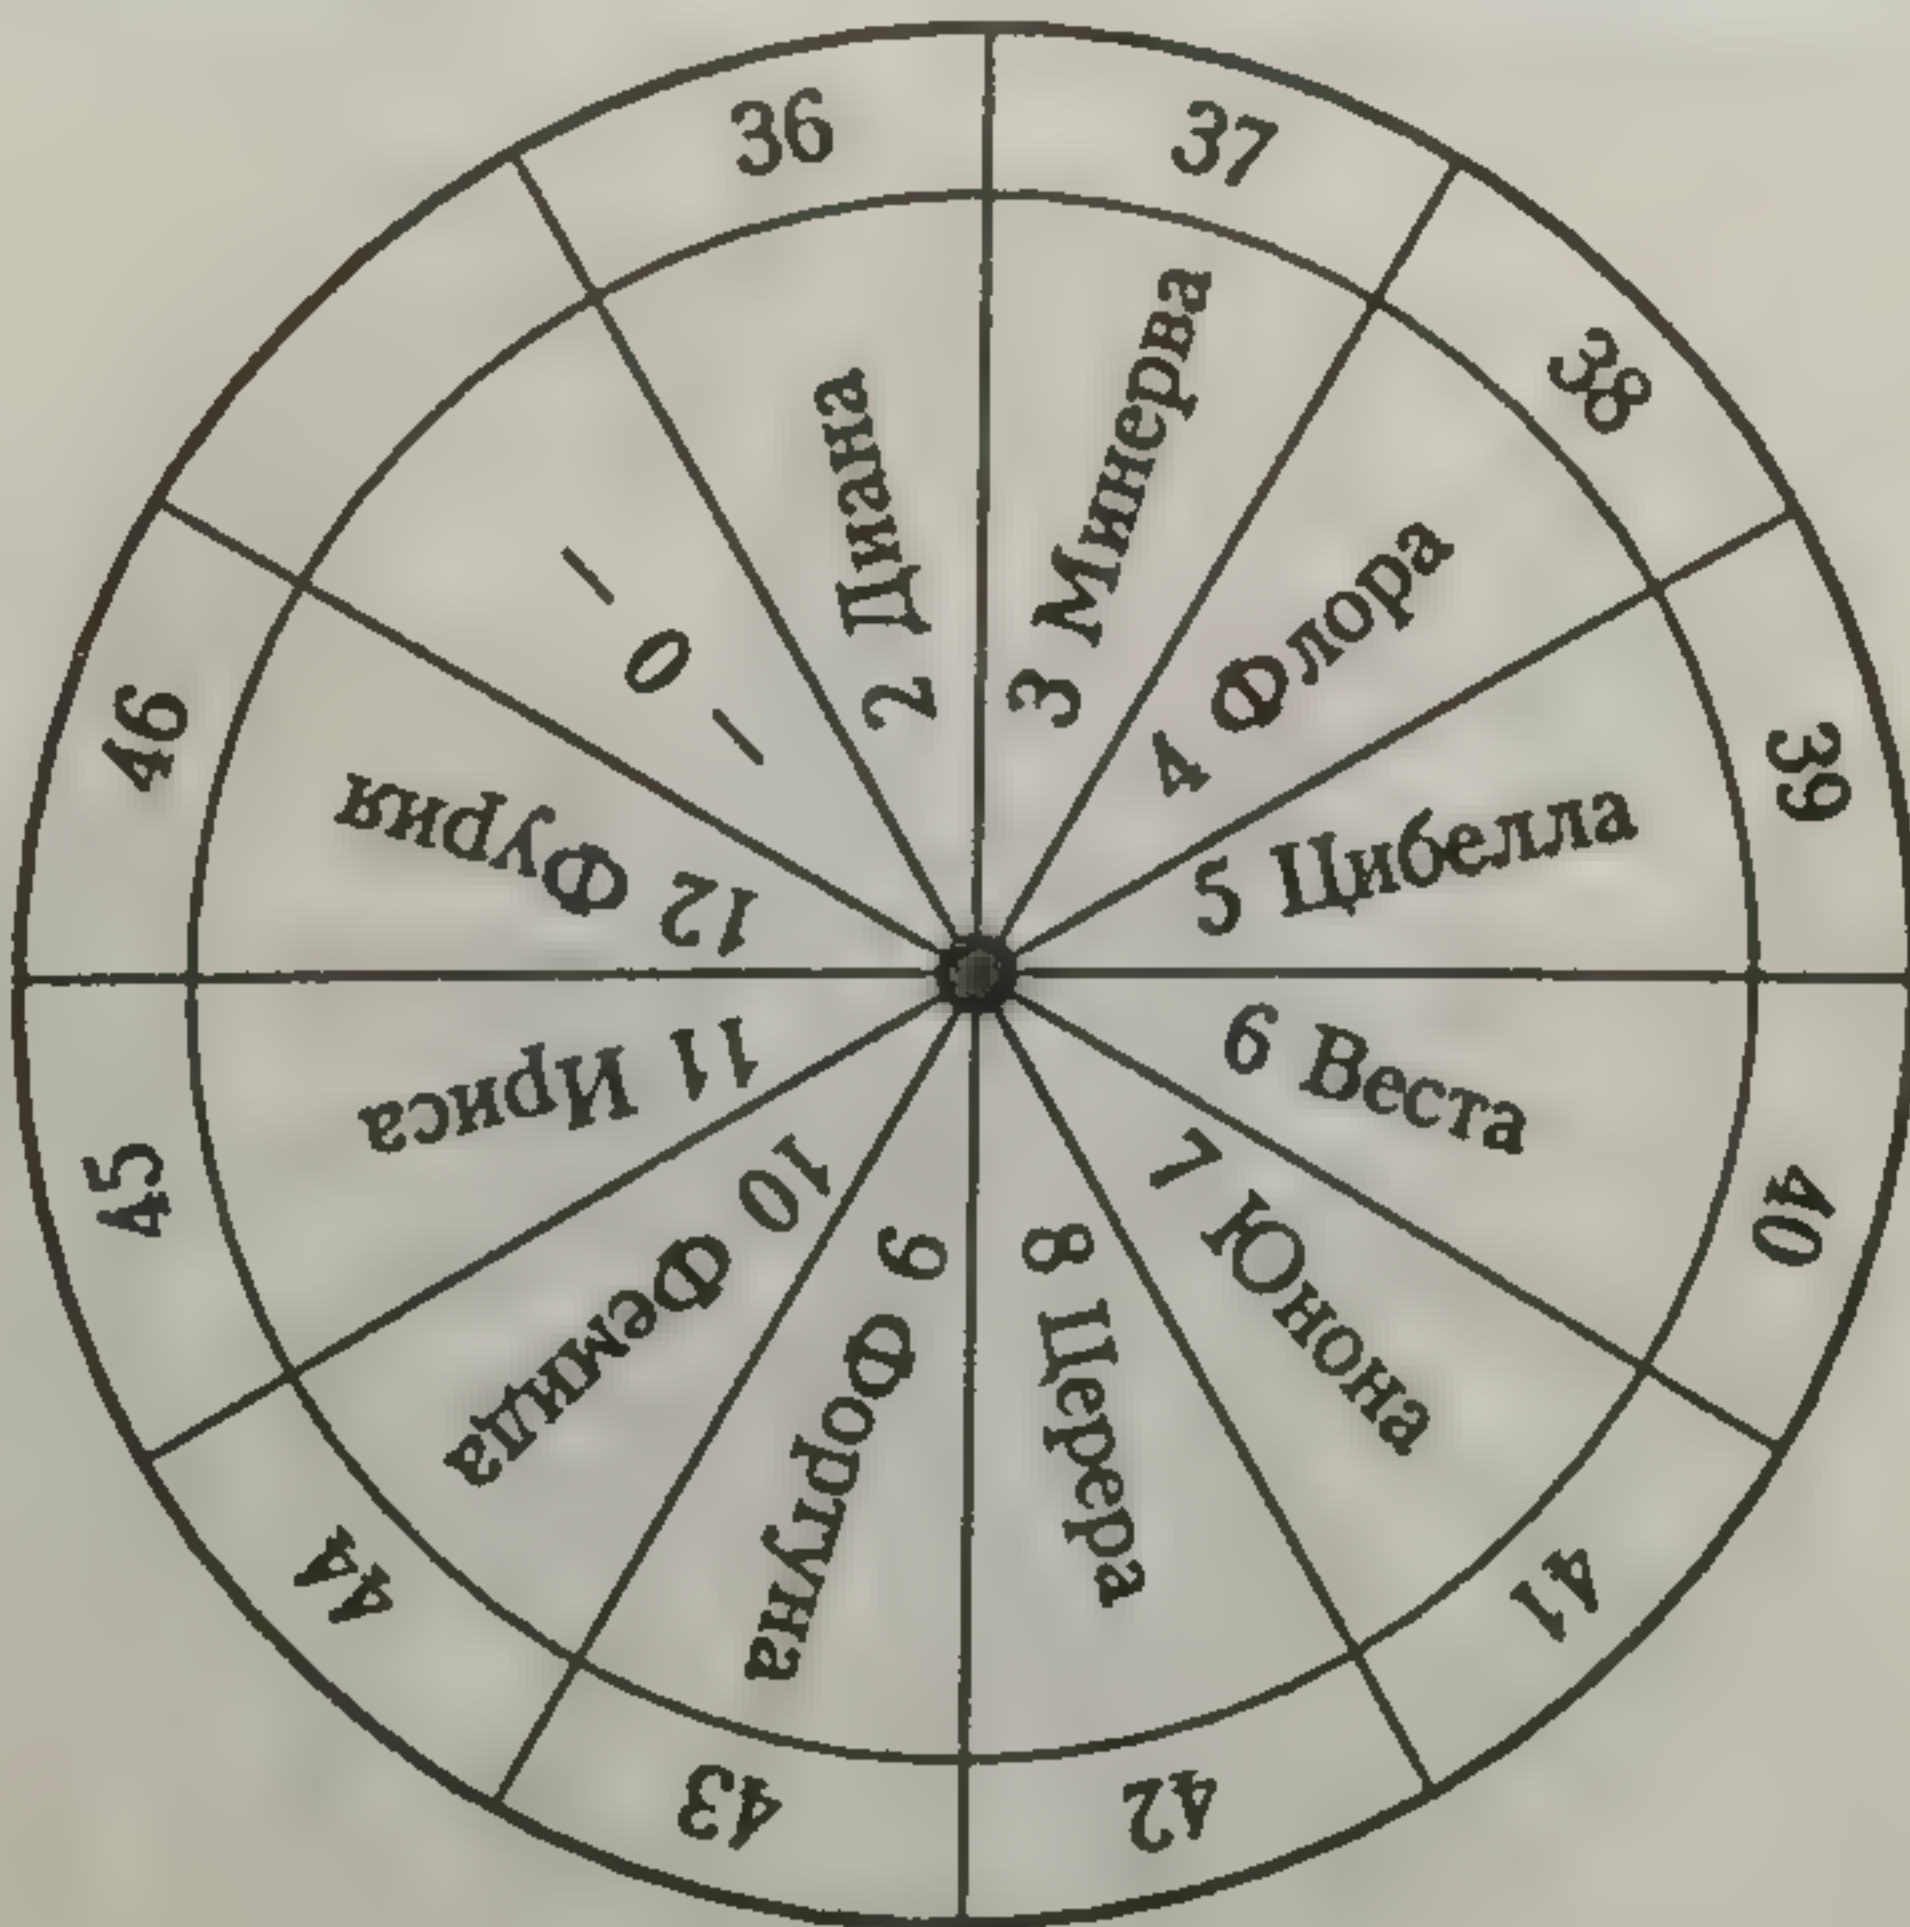 36
37
38
39
40
41
42
43
44
45
46
– 0 –
2 Диана
3 Минерва
4 Флора
5 Цибелла
6 Веста
7 Юнона
8 Церера
9 Фортуна
10 Фемида
11 Ириса
12 Фурия